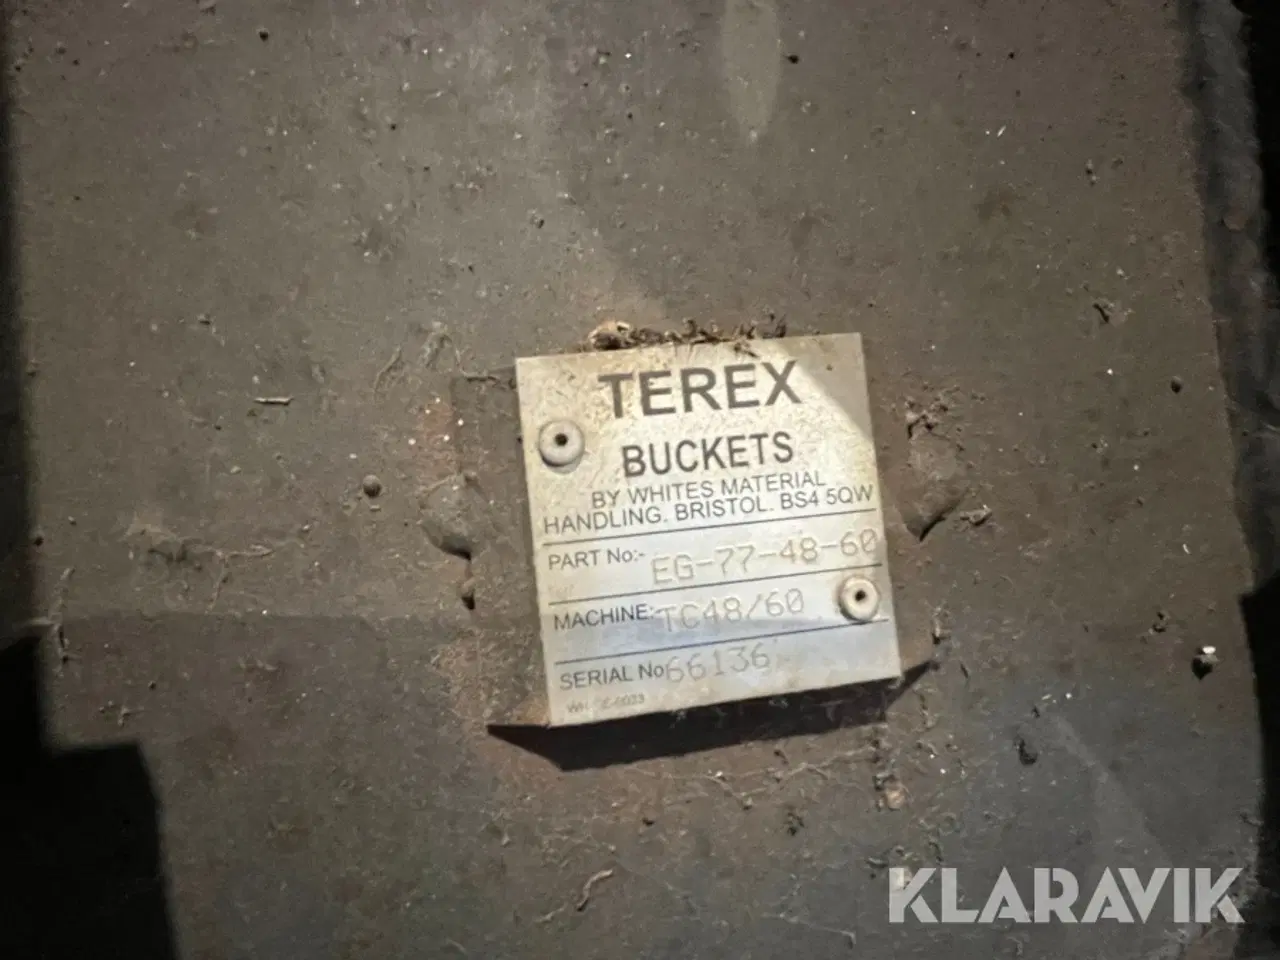 TEREX
BUCKETS
BY WHITES MATERIAL
HANDLING. BRISTOL. BS4 5QW
PART No:- EG-77-48-60
MACHINE: TC48/60
SERIAL No 66136
KLARAVIK